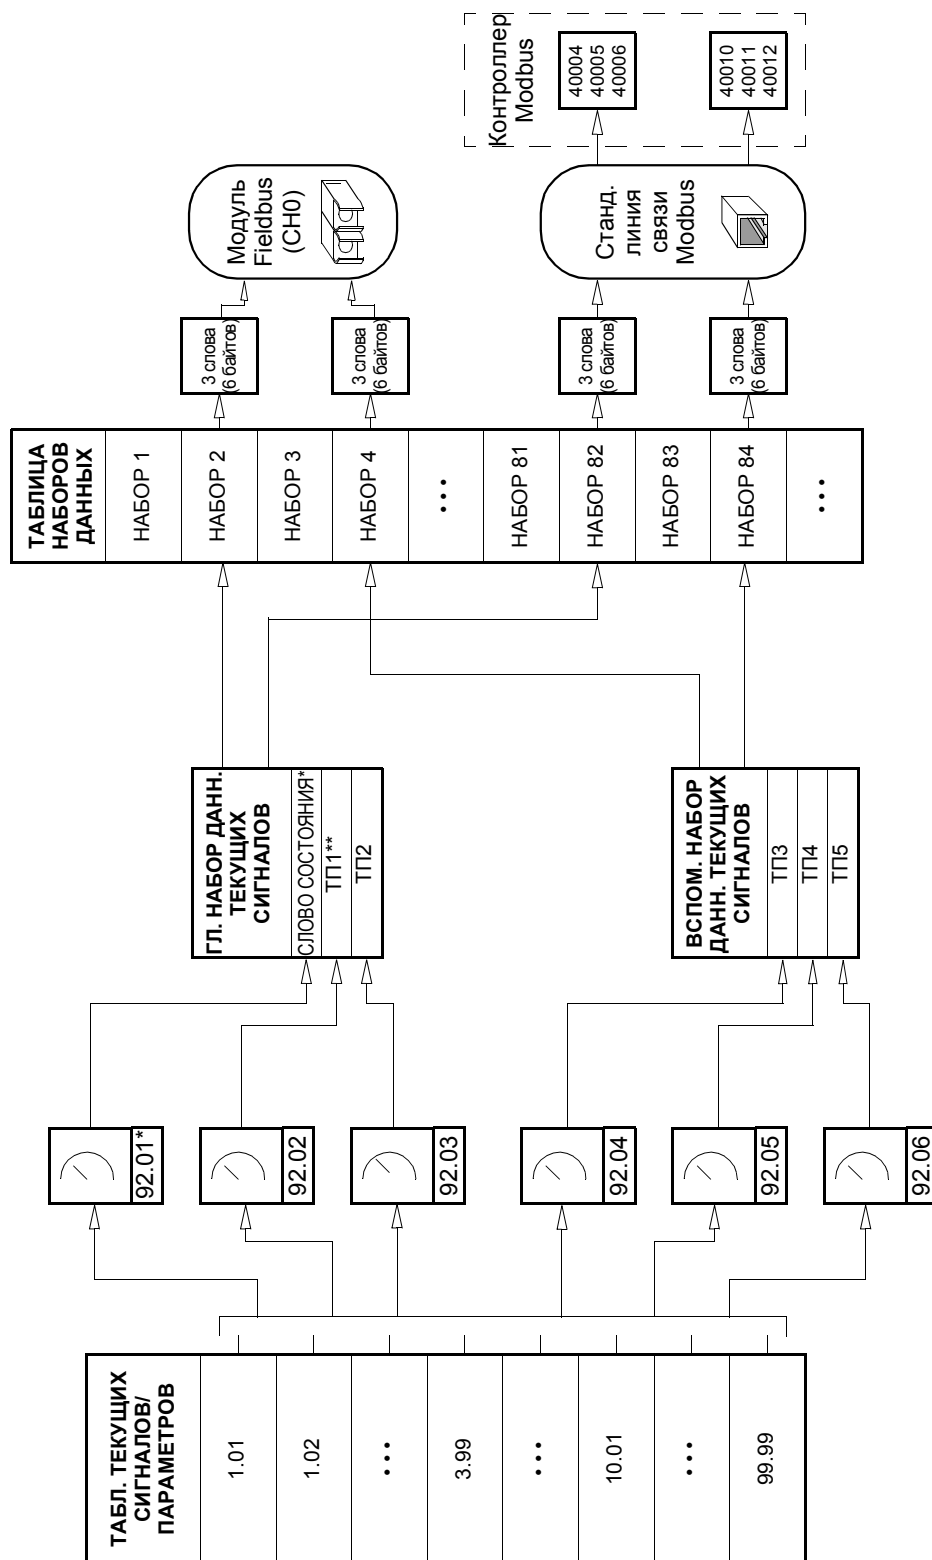 ТАБЛ. ТЕКУЩИХ
СИГНАЛОВ/
ПАРАМЕТРОВ
1.01
1.02
...
3.99
...
10.01
...
99.99
92.01*
92.02
92.03
92.04
92.05
92.06
ГЛ. НАБОР ДАНН.
ТЕКУЩИХ
СИГНАЛОВ
СЛОВО СОСТОЯНИЯ*
ТП1**
ТП2
ВСПОМ. НАБОР
ДАНН. ТЕКУЩИХ
СИГНАЛОВ
ТП3
ТП4
ТП5
ТАБЛИЦА
НАБОРОВ
ДАННЫХ
НАБОР 1
НАБОР 2
НАБОР 3
НАБОР 4
...
НАБОР 81
НАБОР 82
НАБОР 83
НАБОР 84
...
3 слова
(6 байтов)
3 слова
(6 байтов)
3 слова
(6 байтов)
3 слова
(6 байтов)
Модуль
Fieldbus
(CH0)
Станд.
линия
связи
Modbus
Контроллер
Modbus
40004
40005
40006
40010
40011
40012